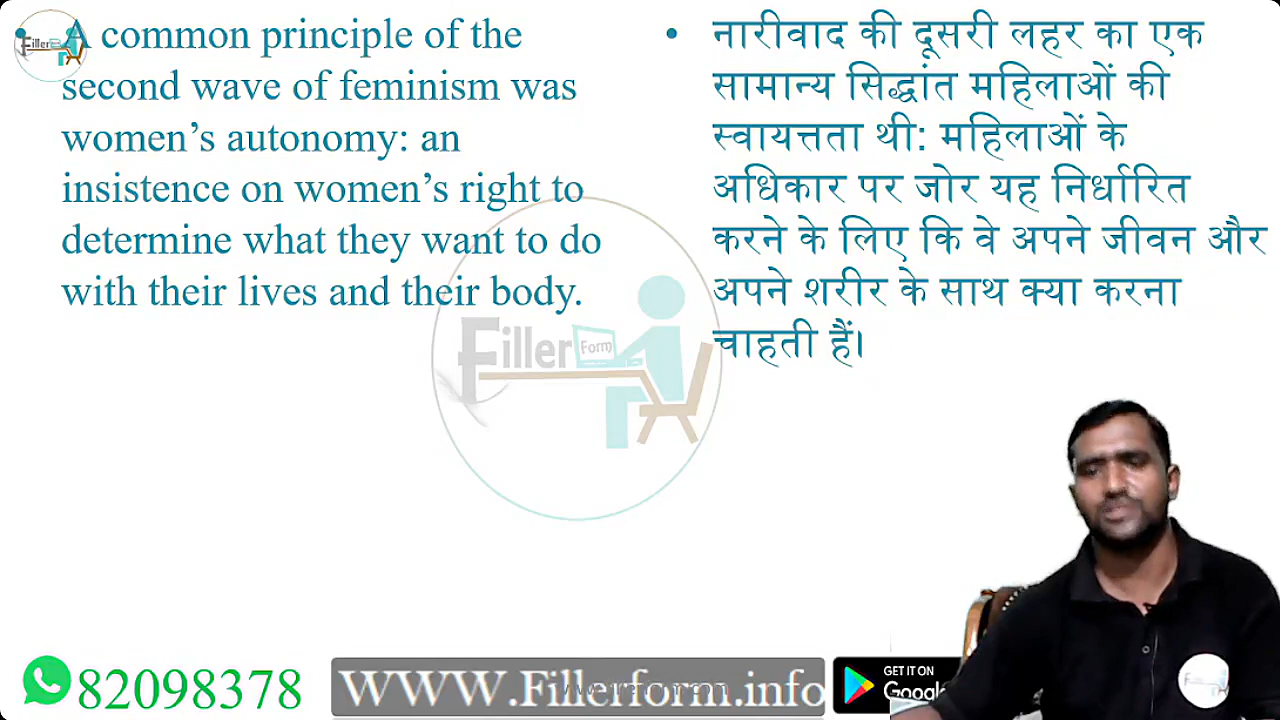 A common principle of the
second wave of feminism was
women's autonomy: an
insistence on women's right to
determine what they want to do
with their lives and their body.
नारीवाद की दूसरी लहर का एक
सामान्य सिद्धांत महिलाओं की
स्वायत्तता थी: महिलाओं के
अधिकार पर जोर यह निर्धारित
करने के लिए कि वे अपने जीवन और
अपने शरीर के साथ क्या करना
चाहती हैं।
Filler Form
82098378
WWW.Fillerform.info
GET IT ON